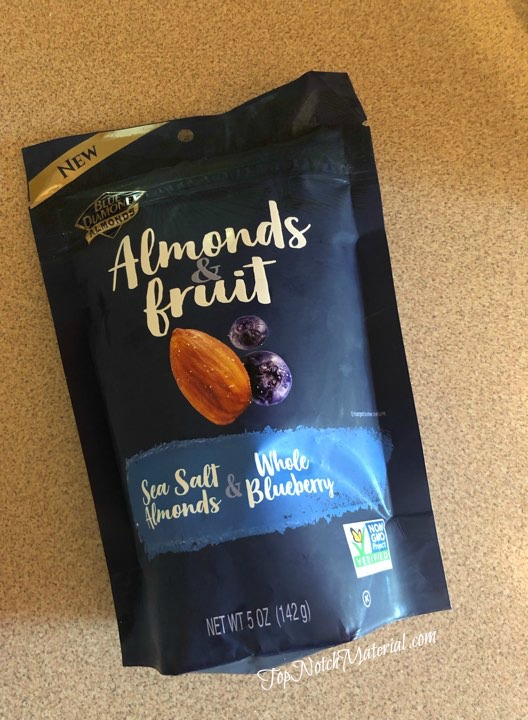 NEW
BLUE
DIAMOND
ALMONDS
Almonds
&
fruit
Sea Salt
Almonds
&
Whole
Blueberry
NON
GMO
Project
VERIFIED
K
NET WT 5 OZ (142g)
TopNotchMaterial.com